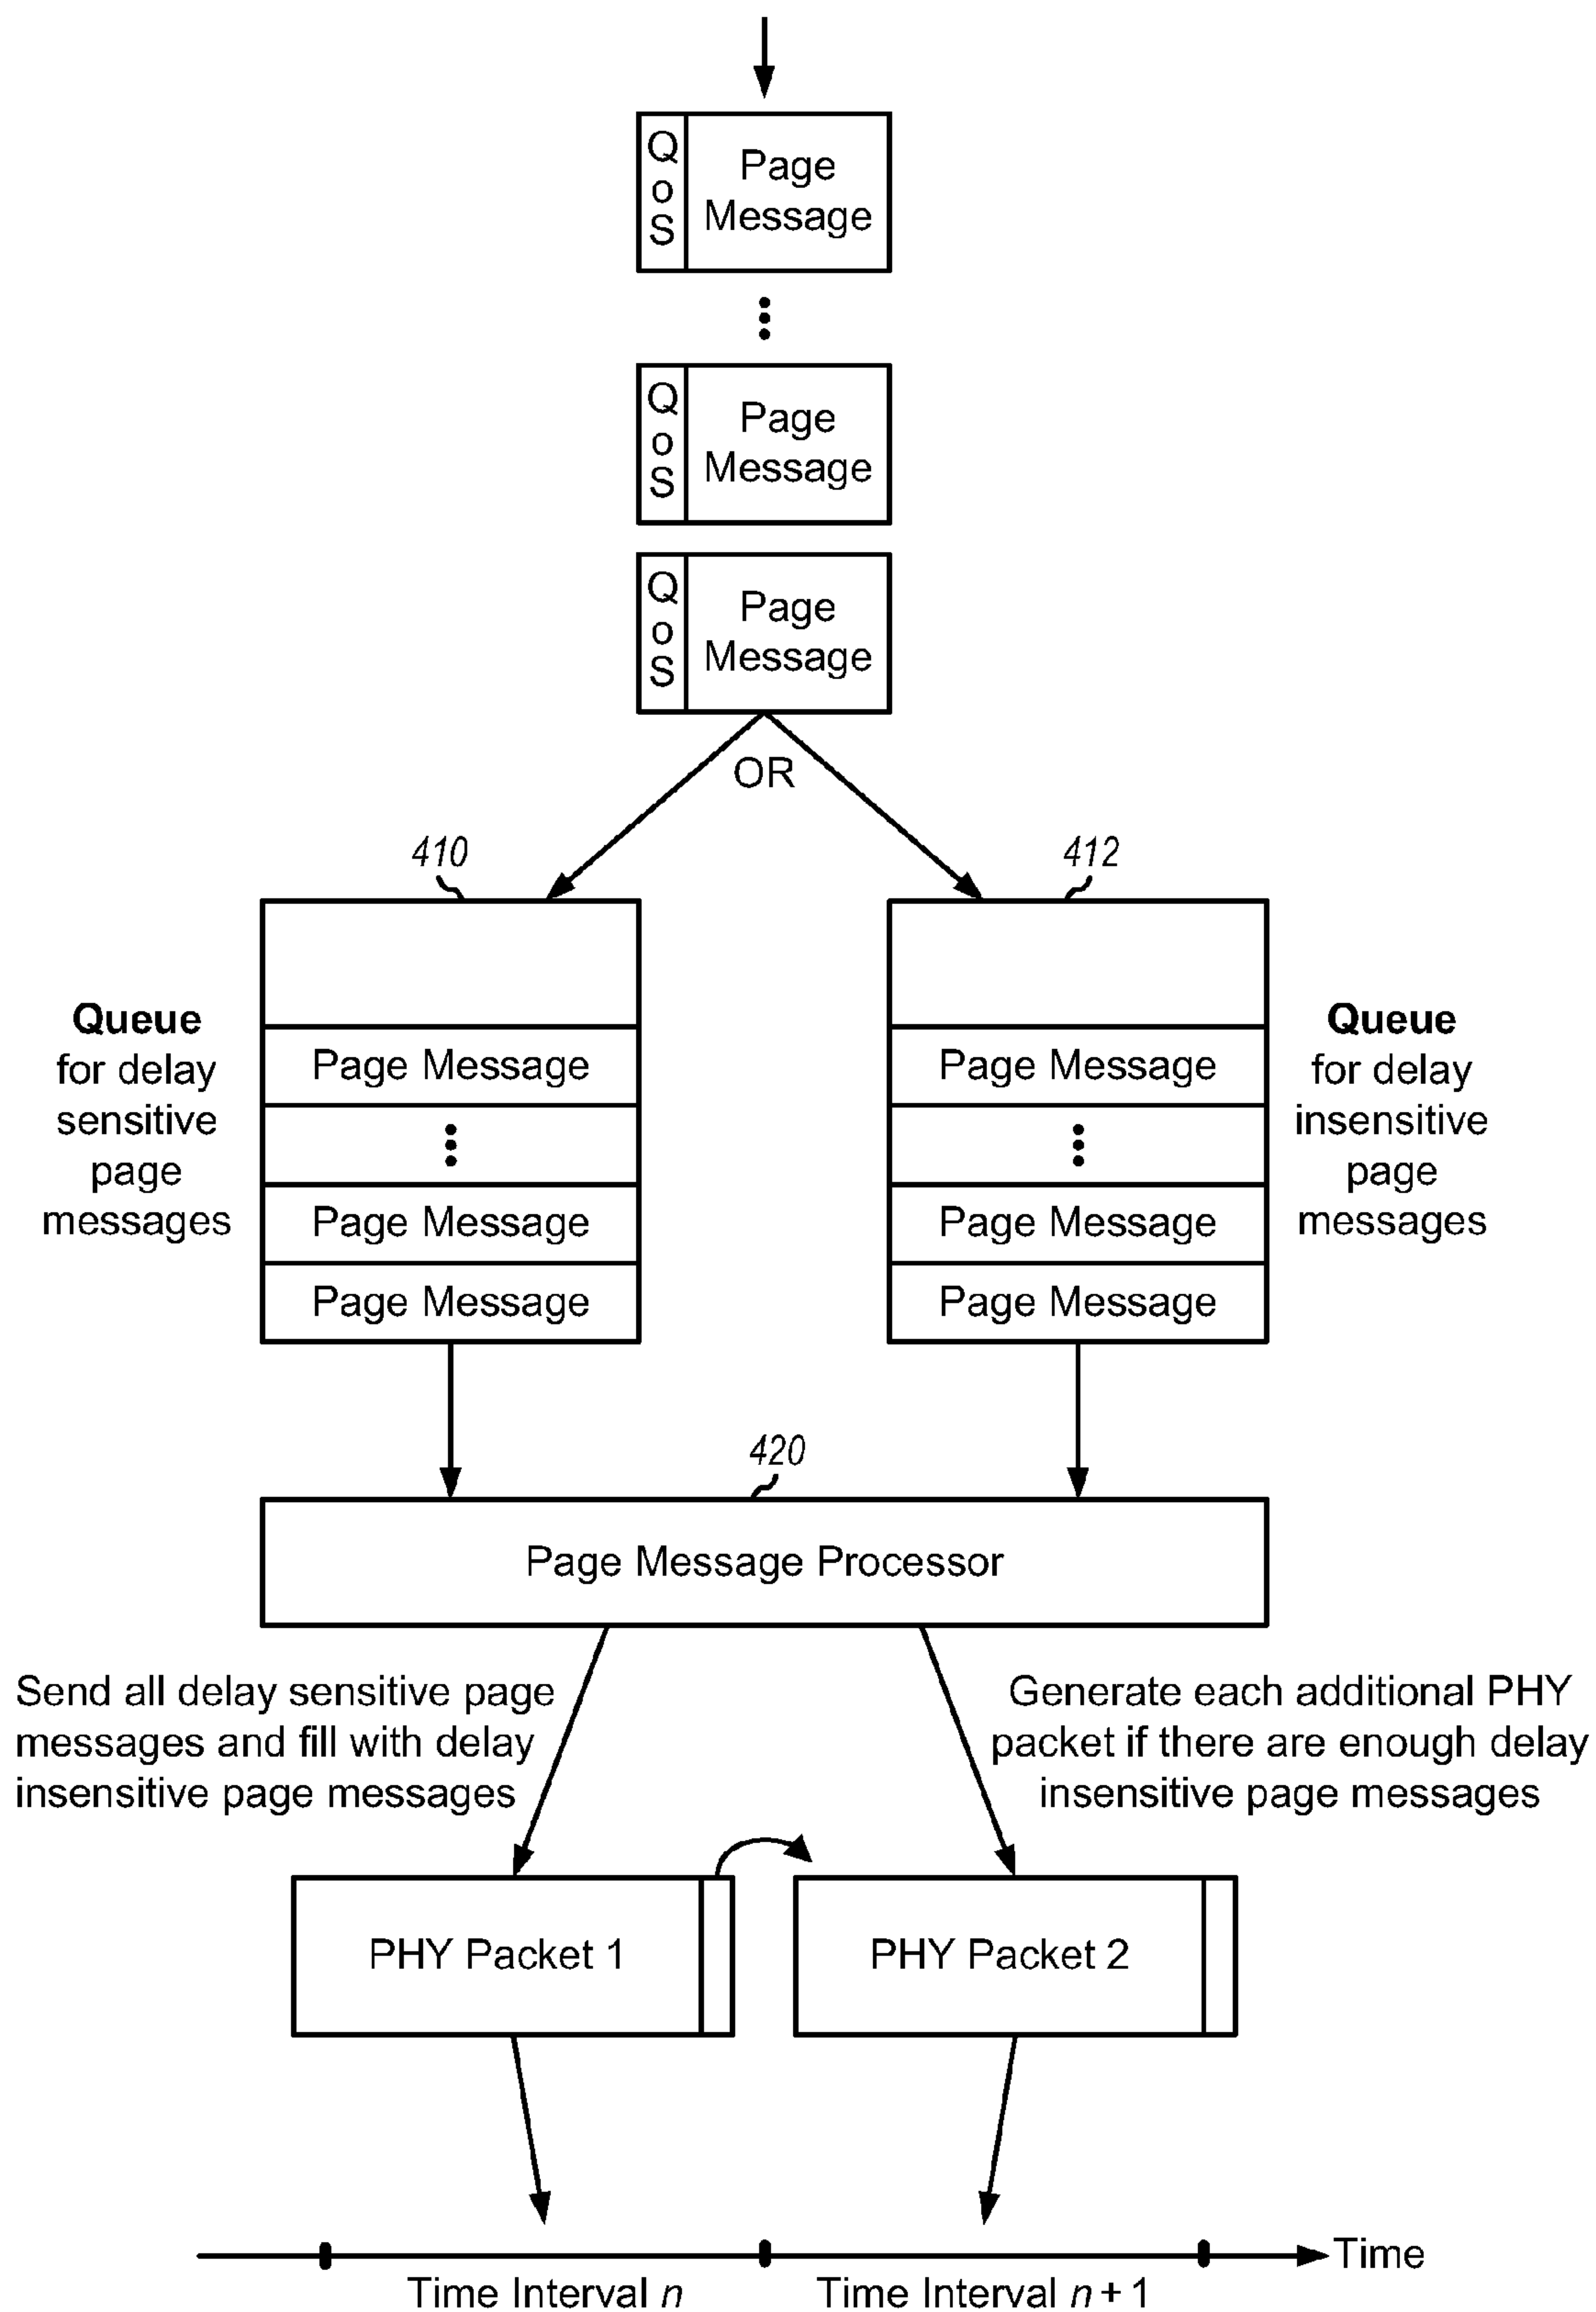 QoS
Page
Message
QoS
Page
Message
QoS
Page
Message
OR
410
412
Queue
for delay
sensitive
page
messages
Page Message
Page Message
Page Message
Page Message
Page Message
Page Message
Queue
for delay
insensitive
page
messages
420
Page Message Processor
Send all delay sensitive page
messages and fill with delay
insensitive page messages
Generate each additional PHY
packet if there are enough delay
insensitive page messages
PHY Packet 1
PHY Packet 2
Time
Time Interval n
Time Interval n + 1